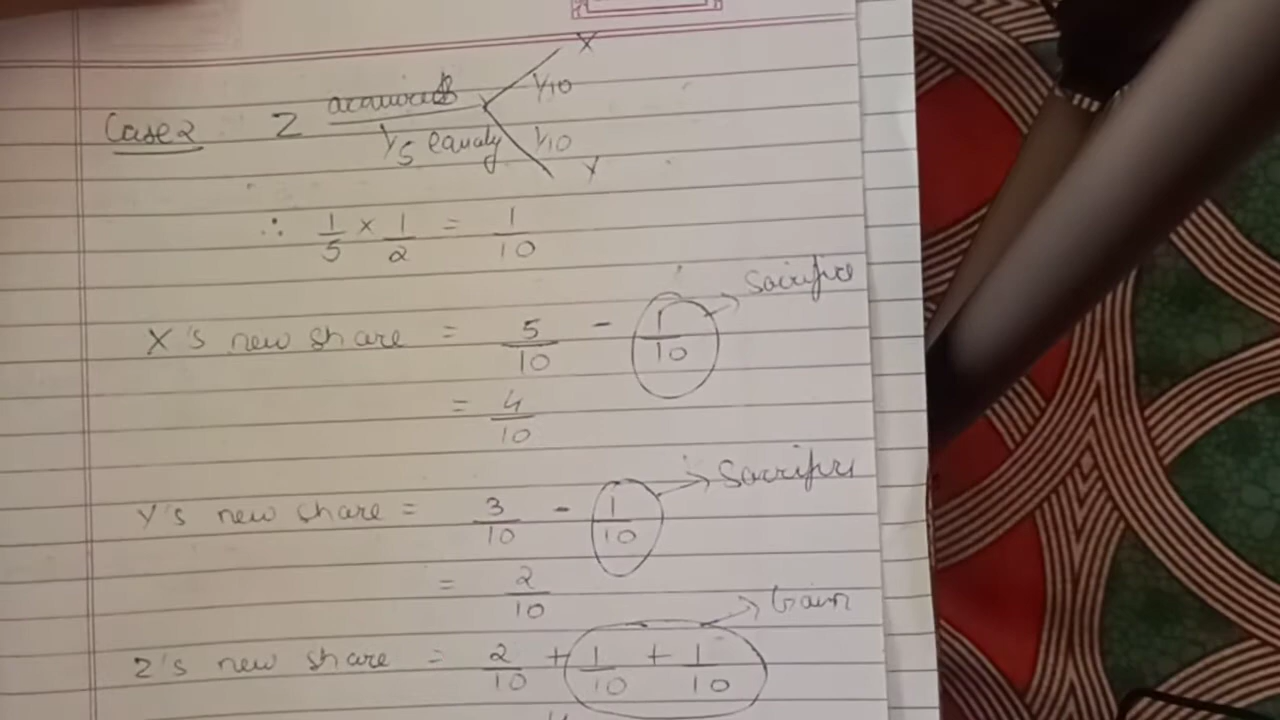 X
Case 2 Z acquired 1/10
1/5 equaly 1/10
Y
∴ 1/5 × 1/2 = 1/10
Sacrifice
X's new share = 5/10 - 1/10
= 4/10
Sacrifice
Y's new share = 3/10 - 1/10
= 2/10
Gain
Z's new share = 2/10 + 1/10 + 1/10